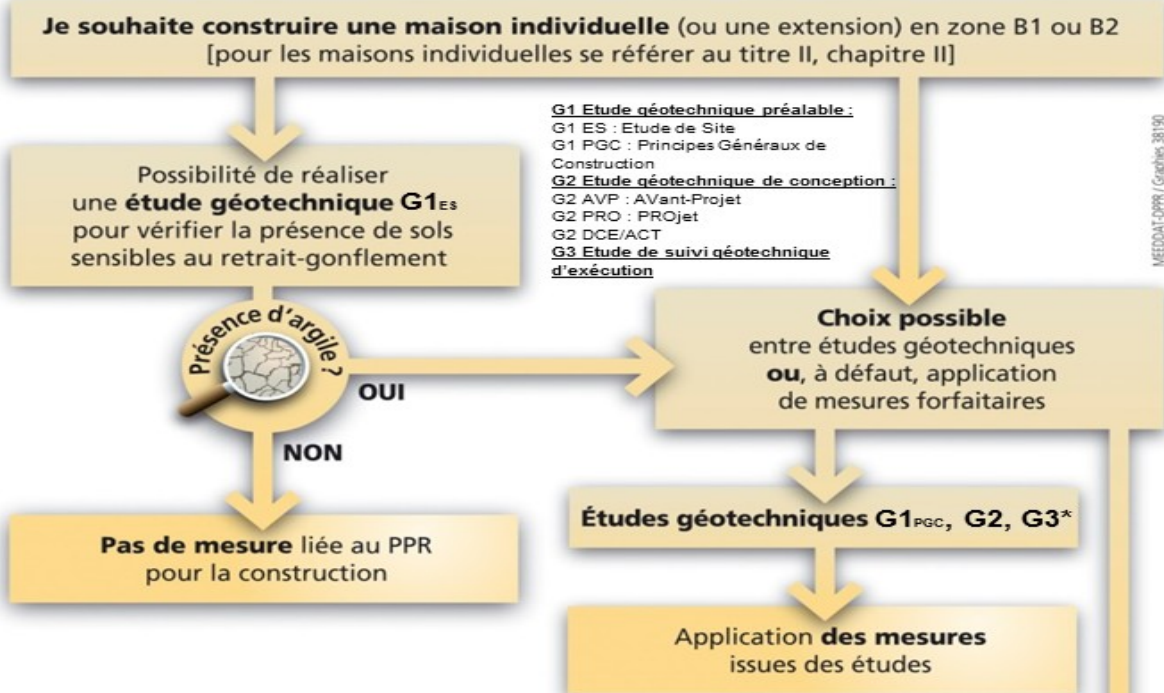 Je souhaite construire une maison individuelle (ou une extension) en zone B1 ou B2
[pour les maisons individuelles se référer au titre II, chapitre II]
Possibilité de réaliser
une étude géotechnique G1ES
pour vérifier la présence de sols
sensibles au retrait-gonflement
G1 Etude géotechnique préalable :
G1 ES : Etude de Site
G1 PGC : Principes Généraux de
Construction
G2 Etude géotechnique de conception :
G2 AVP : AVant-Projet
G2 PRO : PROjet
G2 DCE/ACT
G3 Etude de suivi géotechnique
d'exécution
MEEDDAT-DPPR / Graphies 38190
Présence d'argile ?
OUI
NON
Choix possible
entre études géotechniques
ou, à défaut, application
de mesures forfaitaires
Pas de mesure liée au PPR
pour la construction
Études géotechniques G1PGC, G2, G3*
Application des mesures
issues des études